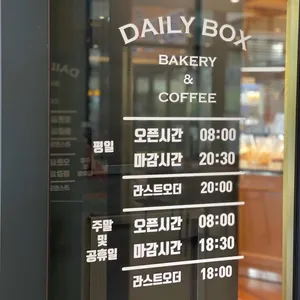 DAILY BOX
BAKERY
&
COFFEE
평일
오픈시간 08:00
마감시간 20:30
라스트오더 20:00
주말
및
공휴일
오픈시간 08:00
마감시간 18:30
라스트오더 18:00